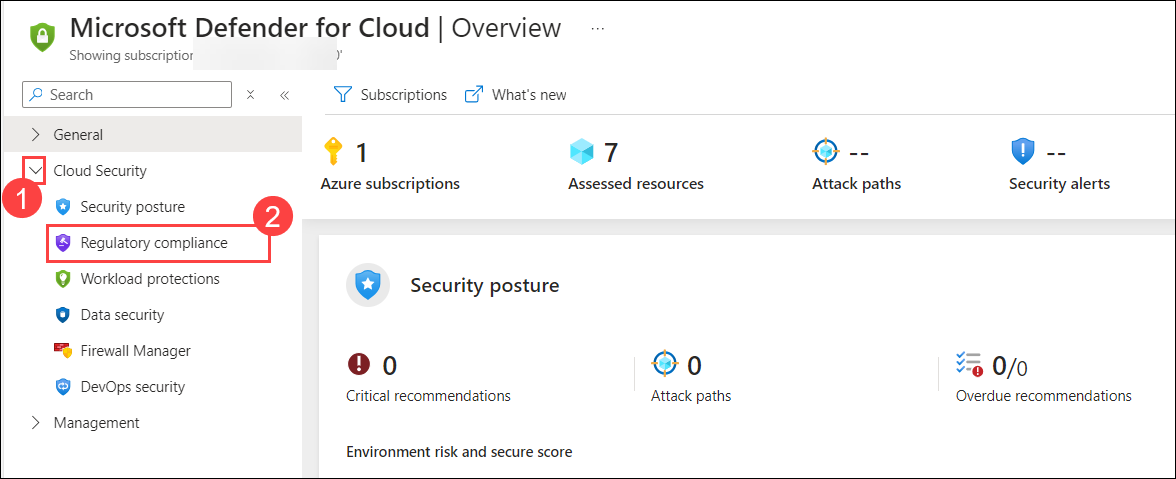 Microsoft Defender for Cloud | Overview ...
Showing subscription 0'
Search
Subscriptions What's new
General
Cloud Security
1
Security posture
2
Regulatory compliance
Workload protections
Data security
Firewall Manager
DevOps security
Management
1
Azure subscriptions
7
Assessed resources
--
Attack paths
--
Security alerts
Security posture
0
Critical recommendations
0
Attack paths
0/0
Overdue recommendations
Environment risk and secure score